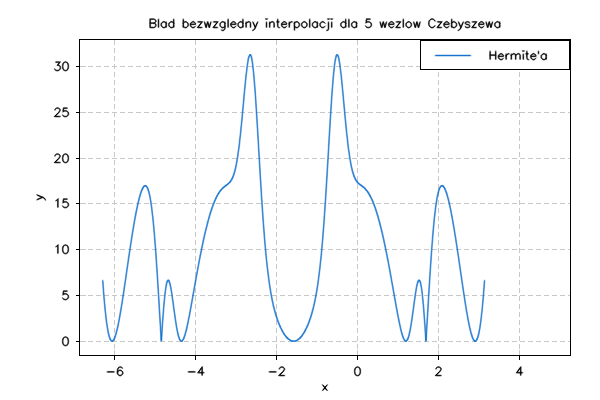 Blad bezwzgledny interpolacji dla 5 wezlow Czebyszewa
Hermite'a
30
25
20
15
10
5
0
y
−6 −4 −2 0 2 4
x